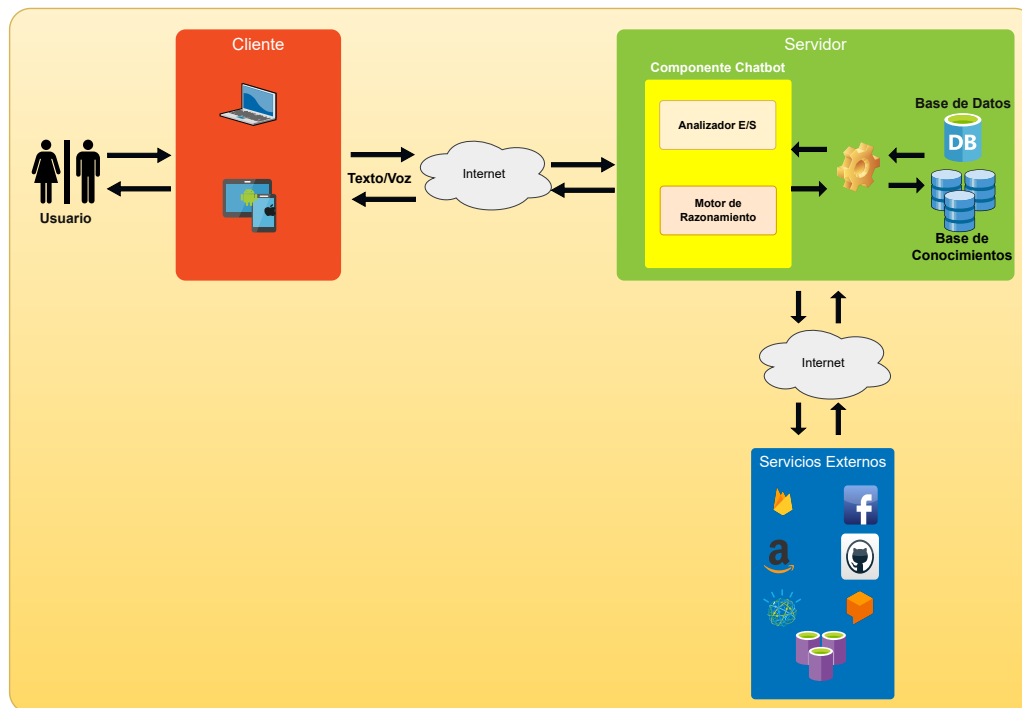 Cliente
Servidor
Componente Chatbot
Analizador E/S
Base de Datos
DB
Usuario
Texto/Voz
Internet
Motor de
Razonamiento
Base de
Conocimientos
Internet
Servicios Externos